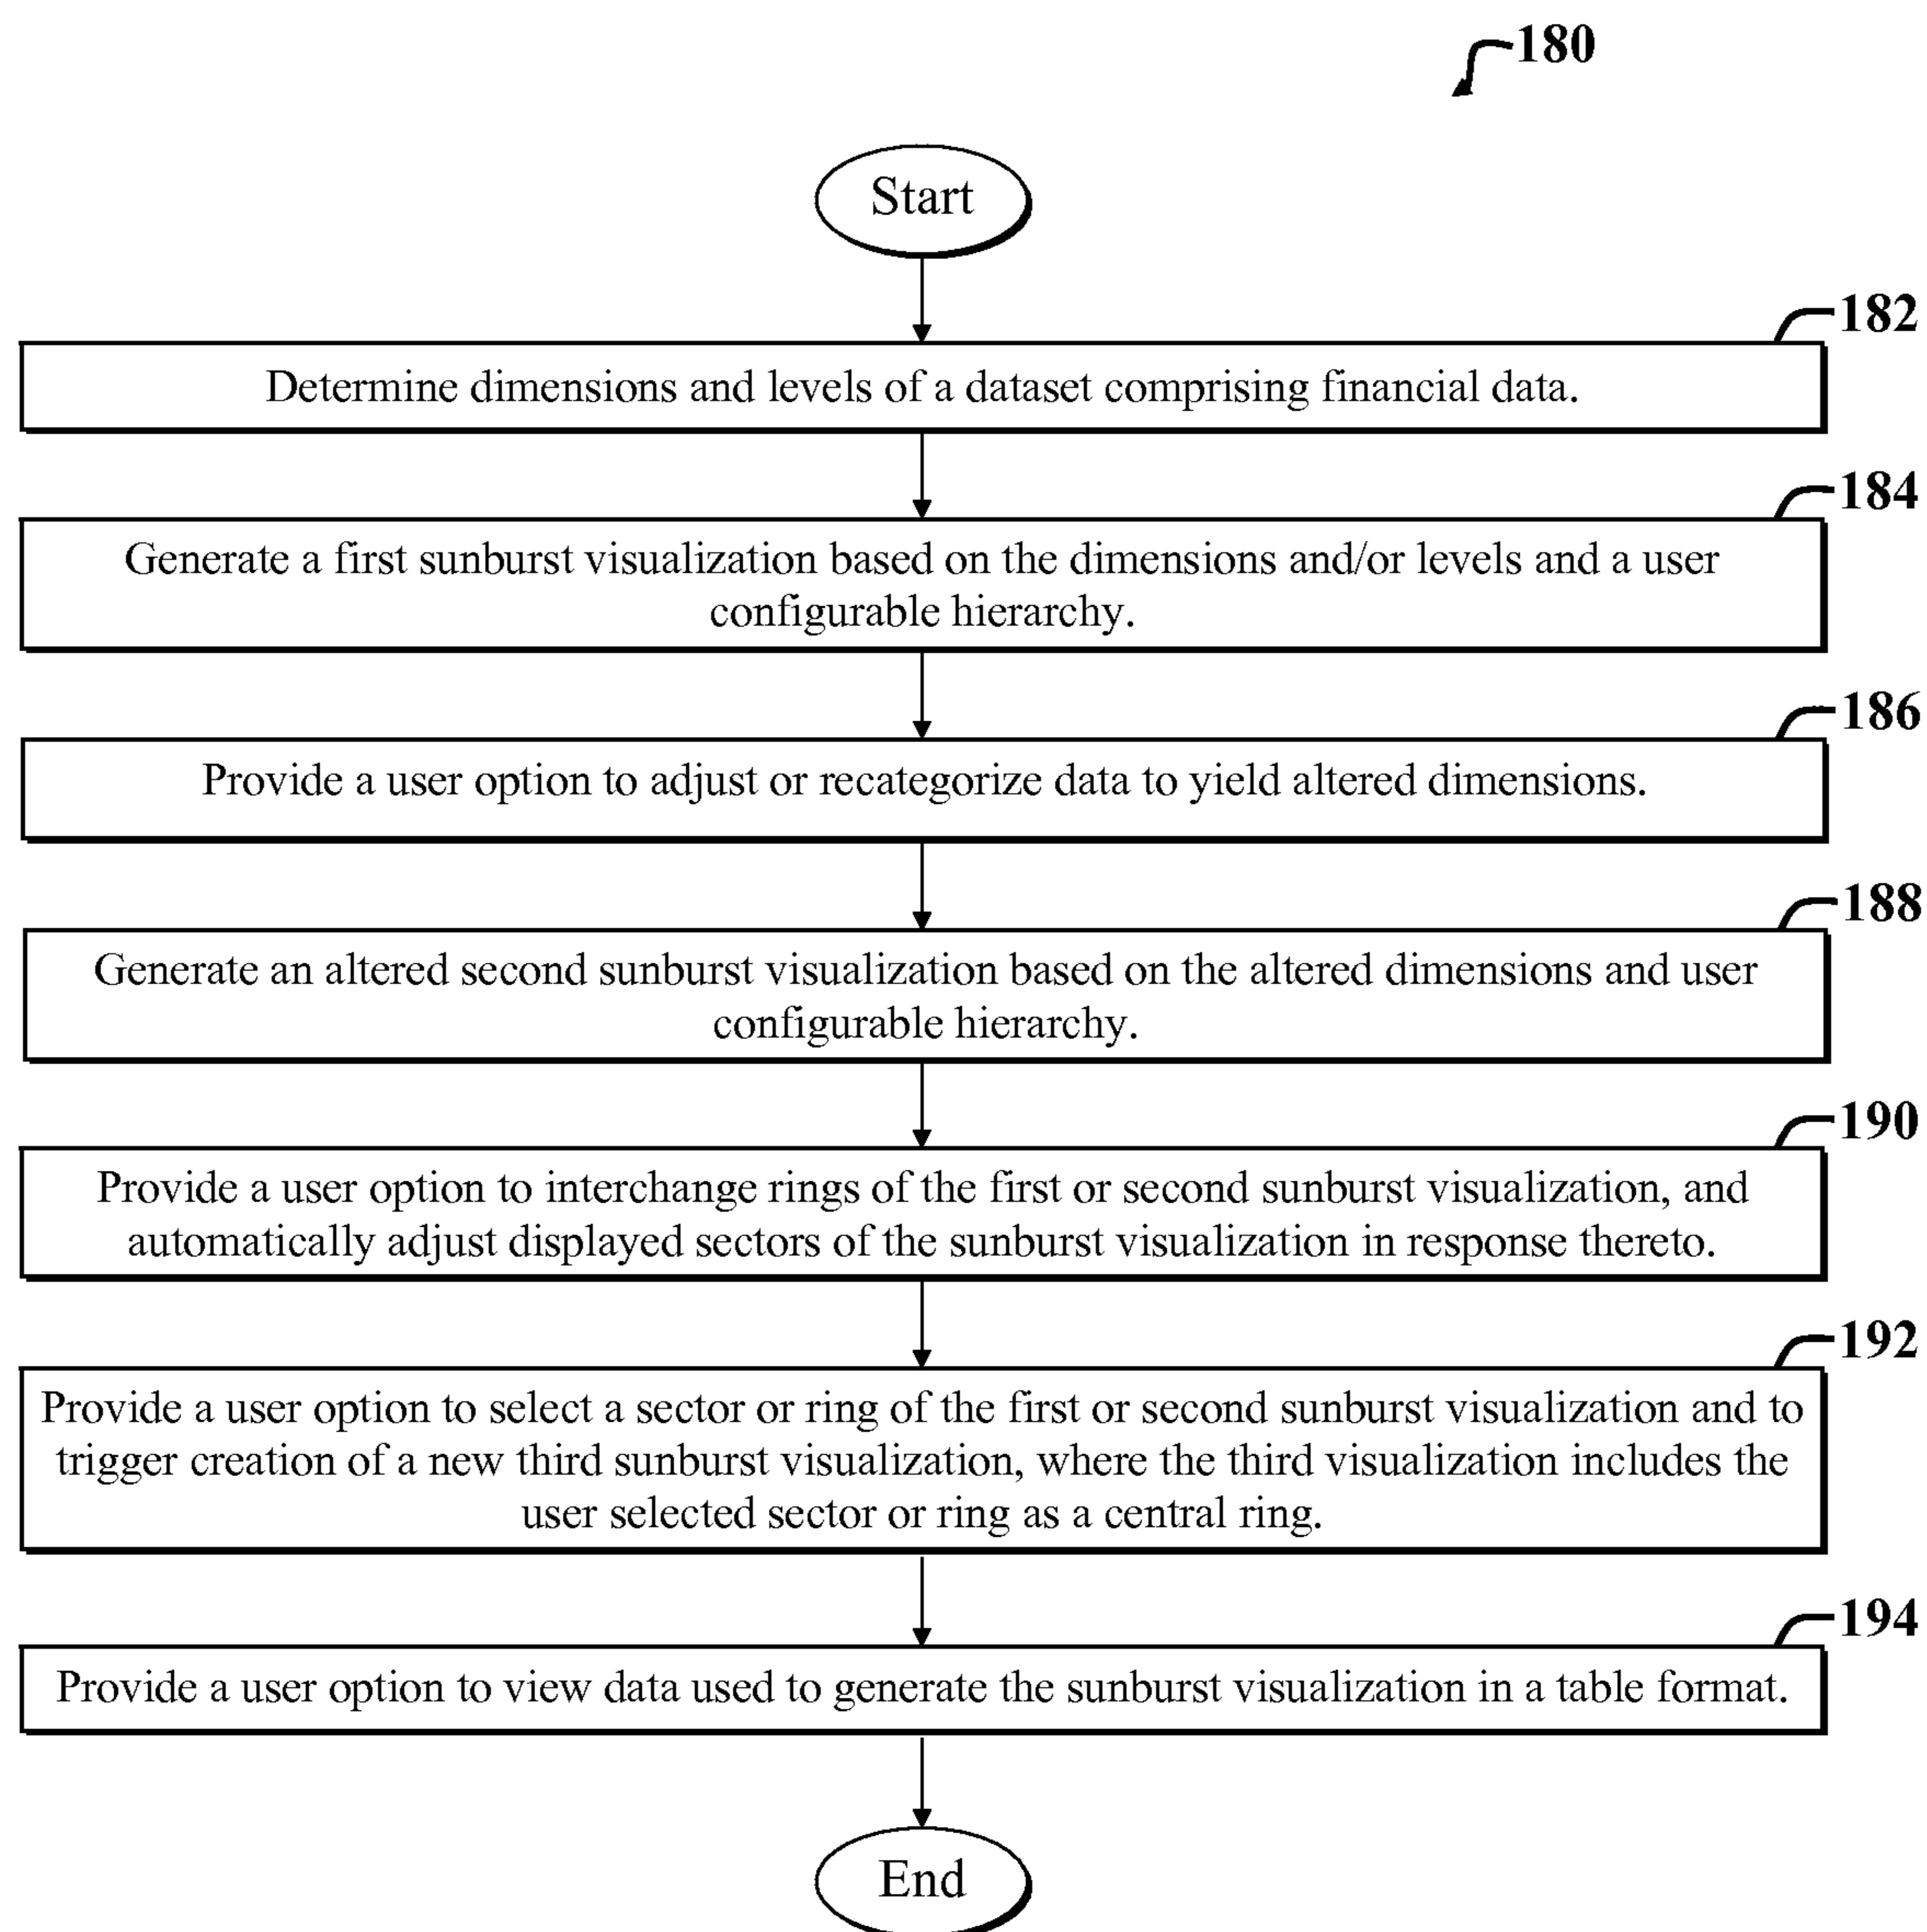 180
Start
182
Determine dimensions and levels of a dataset comprising financial data.
184
Generate a first sunburst visualization based on the dimensions and/or levels and a user
configurable hierarchy.
186
Provide a user option to adjust or recategorize data to yield altered dimensions.
188
Generate an altered second sunburst visualization based on the altered dimensions and user
configurable hierarchy.
190
Provide a user option to interchange rings of the first or second sunburst visualization, and
automatically adjust displayed sectors of the sunburst visualization in response thereto.
192
Provide a user option to select a sector or ring of the first or second sunburst visualization and to
trigger creation of a new third sunburst visualization, where the third visualization includes the
user selected sector or ring as a central ring.
194
Provide a user option to view data used to generate the sunburst visualization in a table format.
End